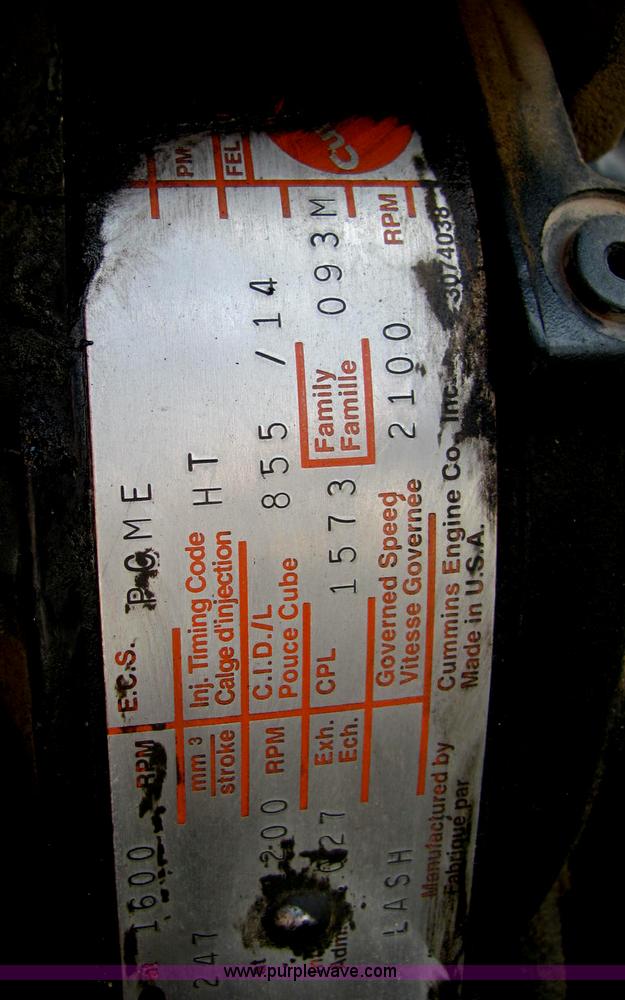 PM
FEL
1600 RPM E.C.S.
247 mm 3 stroke Inj. Timing Code HT
Calge d'injection
RPM C.I.D./L 855 /14
Pouce Cube
Exh. CPL 1573 Family 093M
Ech. Famille
LASH Governed Speed 2100 RPM
Vitesse Governée
Manufactured by Cummins Engine Co., Inc. 3074038
Fabriqué par Made in U.S.A.
www.purplewave.com